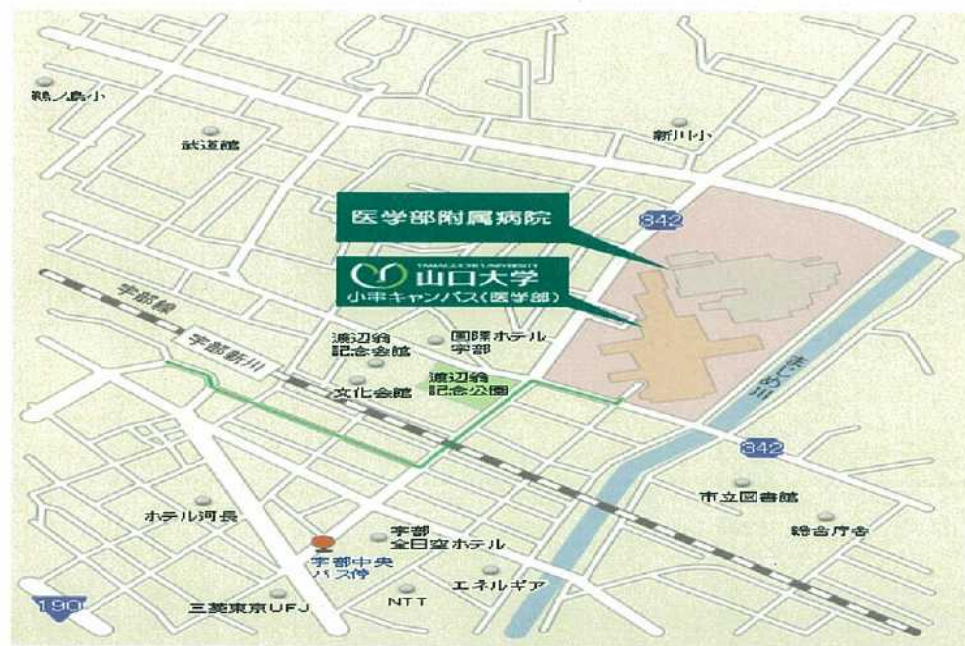 鵜ノ島小
武道館
新川小
342
医学部附属病院
YAMAGUCHI UNIVERSITY
山口大学
小串キャンパス(医学部)
宇部線
宇部新川
渡辺翁
記念会館
国際ホテル
宇部
文化会館
渡辺翁
記念公園
まじめ川
342
市立図書館
総合庁舎
ホテル河長
宇部
全日空ホテル
宇部中央
バス停
エネルギア
NTT
三菱東京UFJ
190